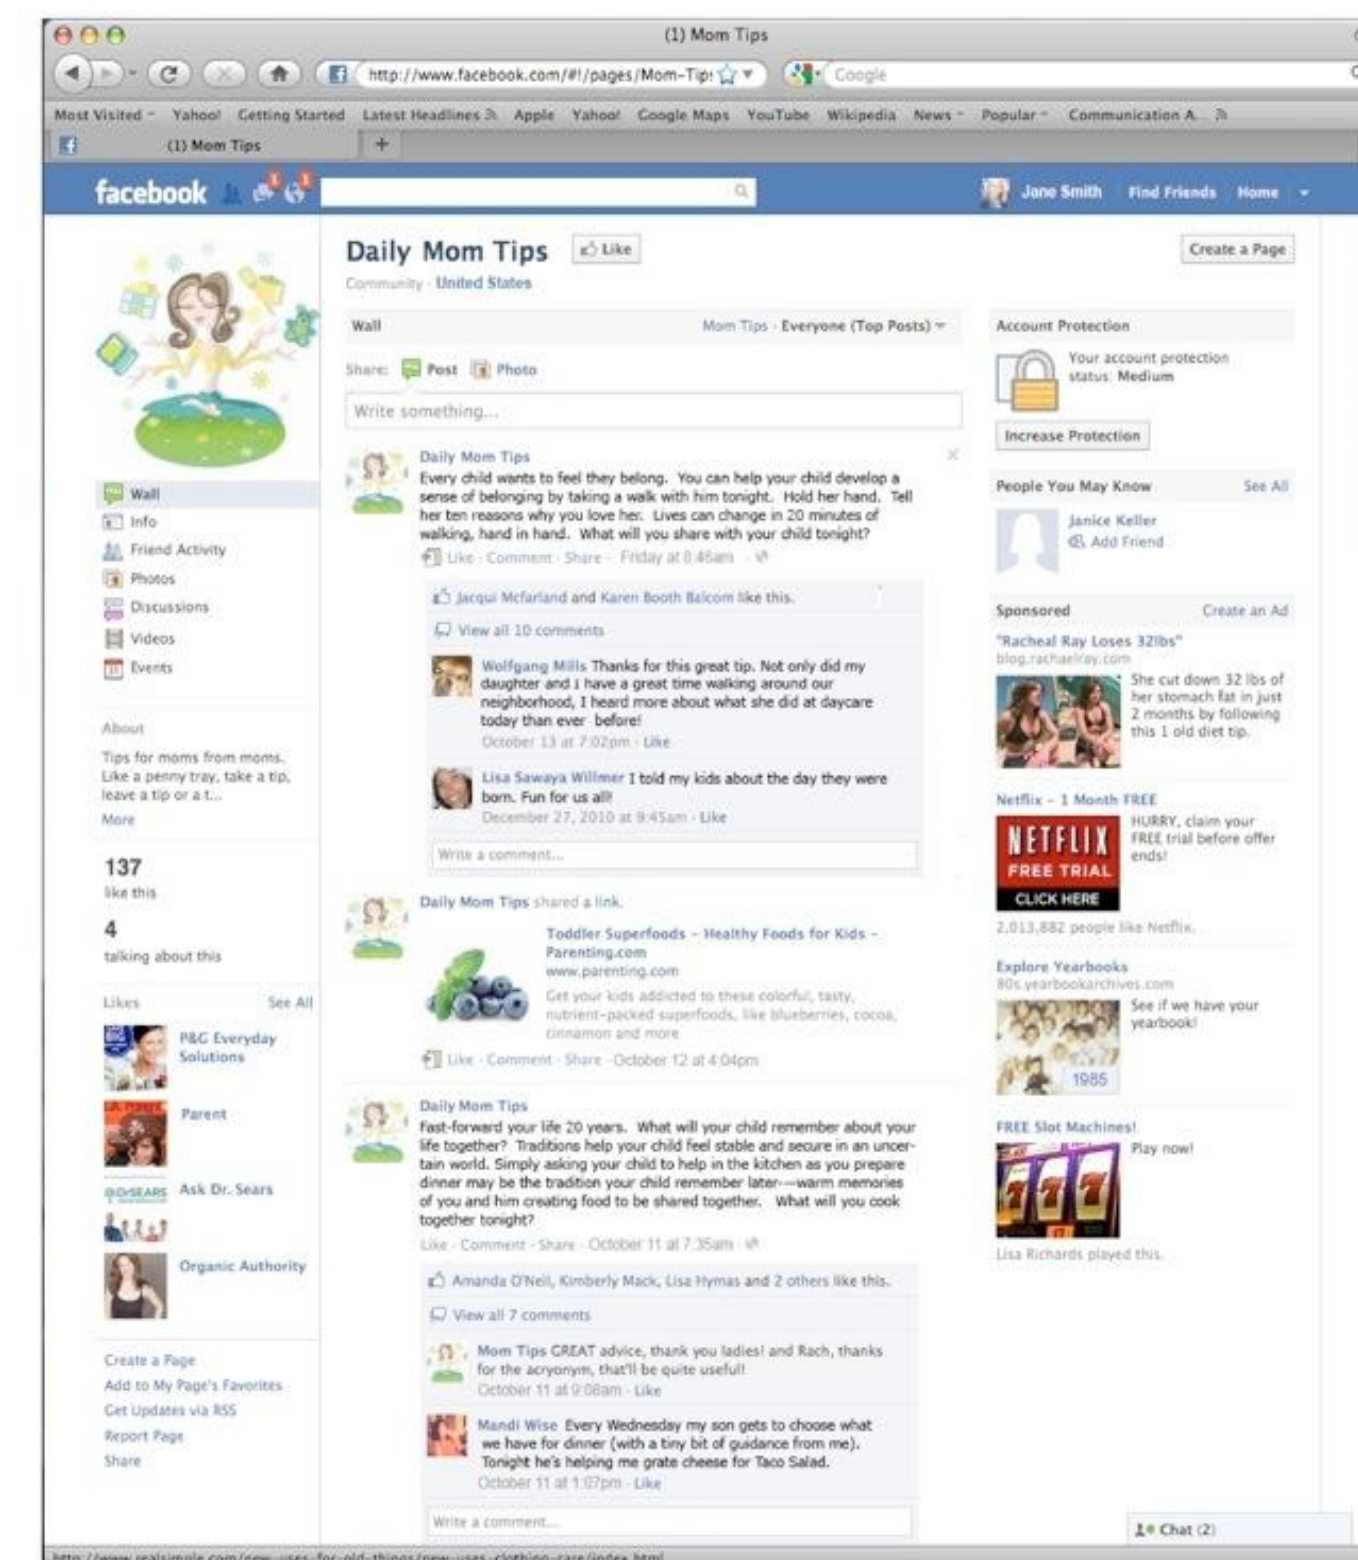 (1) Mom Tips
http://www.facebook.com/#!/pages/Mom-Tip:
Google
Most Visited Yahoo! Getting Started Latest Headlines Apple Yahoo! Google Maps YouTube Wikipedia News Popular Communication A...
(1) Mom Tips +
facebook 1 1 Jane Smith Find Friends Home
Daily Mom Tips Like Create a Page
Community - United States
Wall Mom Tips · Everyone (Top Posts)
Share: Post Photo
Write something...
Daily Mom Tips
Every child wants to feel they belong. You can help your child develop a
sense of belonging by taking a walk with him tonight. Hold her hand. Tell
her ten reasons why you love her. Lives can change in 20 minutes of
walking, hand in hand. What will you share with your child tonight?
Like · Comment · Share · Friday at 8:46am
Jacqui Mcfarland and Karen Booth Balcom like this.
View all 10 comments
Wolfgang Mills Thanks for this great tip. Not only did my
daughter and I have a great time walking around our
neighborhood, I heard more about what she did at daycare
today than ever before!
October 13 at 7:02pm · Like
Lisa Sawaya Willmer I told my kids about the day they were
born. Fun for us all!
December 27, 2010 at 9:45am · Like
Write a comment...
Daily Mom Tips shared a link.
Toddler Superfoods – Healthy Foods for Kids –
Parenting.com
www.parenting.com
Get your kids addicted to these colorful, tasty,
nutrient-packed superfoods, like blueberries, cocoa,
cinnamon and more
Like · Comment · Share · October 12 at 4:04pm
Daily Mom Tips
Fast-forward your life 20 years. What will your child remember about your
life together? Traditions help your child feel stable and secure in an uncer-
tain world. Simply asking your child to help in the kitchen as you prepare
dinner may be the tradition your child remember later---warm memories
of you and him creating food to be shared together. What will you cook
together tonight?
Like · Comment · Share · October 11 at 7:35am
Amanda O'Neil, Kimberly Mack, Lisa Hymas and 2 others like this.
View all 7 comments
Mom Tips GREAT advice, thank you ladies! and Rach, thanks
for the acryonym, that'll be quite useful!
October 11 at 9:08am · Like
Mandi Wise Every Wednesday my son gets to choose what
we have for dinner (with a tiny bit of guidance from me).
Tonight he's helping me grate cheese for Taco Salad.
October 11 at 1:07pm · Like
Write a comment...
Wall
Info
Friend Activity
Photos
Discussions
Videos
Events
About
Tips for moms from moms.
Like a penny tray, take a tip,
leave a tip or a t...
More
137
like this
4
talking about this
Likes See All
P&G Everyday
Solutions
Parent
Ask Dr. Sears
Organic Authority
Create a Page
Add to My Page's Favorites
Get Updates via RSS
Report Page
Share
Account Protection
Your account protection
status: Medium
Increase Protection
People You May Know See All
Janice Keller
Add Friend
Sponsored Create an Ad
"Racheal Ray Loses 32lbs"
blog.rachaelray.com
She cut down 32 lbs of
her stomach fat in just
2 months by following
this 1 old diet tip.
Netflix – 1 Month FREE
NETFLIX
FREE TRIAL
CLICK HERE
HURRY, claim your
FREE trial before offer
ends!
2,013,882 people like Netflix.
Explore Yearbooks
80s.yearbookarchives.com
See if we have your
yearbook!
1985
FREE Slot Machines!
Play now!
777
Lisa Richards played this.
Chat (2)
http://www.realsimple.com/new-uses-for-old-things/new-uses-clothing-care/index.html